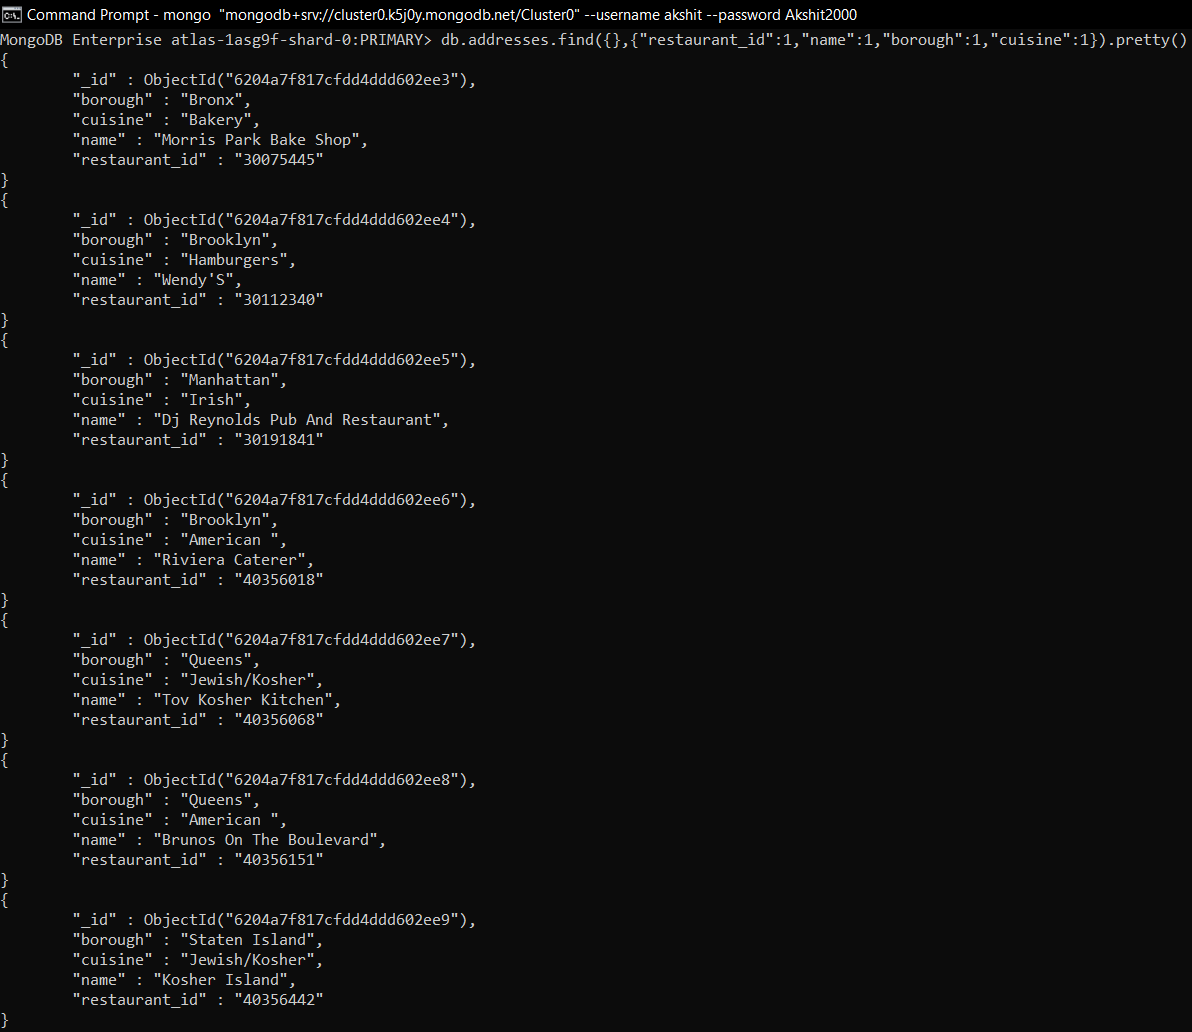 Command Prompt - mongo "mongodb+srv://cluster0.k5j0y.mongodb.net/Cluster0" --username akshit --password Akshit2000
MongoDB Enterprise atlas-1asg9f-shard-0:PRIMARY> db.addresses.find({},{"restaurant_id":1,"name":1,"borough":1,"cuisine":1}).pretty()
{
        "_id" : ObjectId("6204a7f817cfdd4ddd602ee3"),
        "borough" : "Bronx",
        "cuisine" : "Bakery",
        "name" : "Morris Park Bake Shop",
        "restaurant_id" : "30075445"
}
{
        "_id" : ObjectId("6204a7f817cfdd4ddd602ee4"),
        "borough" : "Brooklyn",
        "cuisine" : "Hamburgers",
        "name" : "Wendy'S",
        "restaurant_id" : "30112340"
}
{
        "_id" : ObjectId("6204a7f817cfdd4ddd602ee5"),
        "borough" : "Manhattan",
        "cuisine" : "Irish",
        "name" : "Dj Reynolds Pub And Restaurant",
        "restaurant_id" : "30191841"
}
{
        "_id" : ObjectId("6204a7f817cfdd4ddd602ee6"),
        "borough" : "Brooklyn",
        "cuisine" : "American ",
        "name" : "Riviera Caterer",
        "restaurant_id" : "40356018"
}
{
        "_id" : ObjectId("6204a7f817cfdd4ddd602ee7"),
        "borough" : "Queens",
        "cuisine" : "Jewish/Kosher",
        "name" : "Tov Kosher Kitchen",
        "restaurant_id" : "40356068"
}
{
        "_id" : ObjectId("6204a7f817cfdd4ddd602ee8"),
        "borough" : "Queens",
        "cuisine" : "American ",
        "name" : "Brunos On The Boulevard",
        "restaurant_id" : "40356151"
}
{
        "_id" : ObjectId("6204a7f817cfdd4ddd602ee9"),
        "borough" : "Staten Island",
        "cuisine" : "Jewish/Kosher",
        "name" : "Kosher Island",
        "restaurant_id" : "40356442"
}